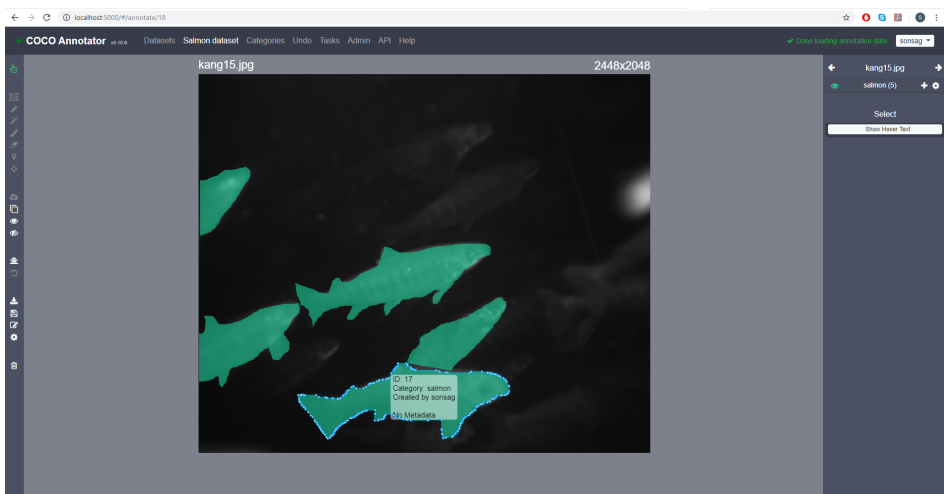 localhost:5000/#/annotate/18
COCO Annotator v0.10.6 Datasets Salmon dataset Categories Undo Tasks Admin API Help ✓ Done loading annotation data sonsag
kang15.jpg 2448x2048
kang15.jpg
salmon (5)
Select
Show Hover Text
ID: 17
Category: salmon
Created by sonsag
No Metadata